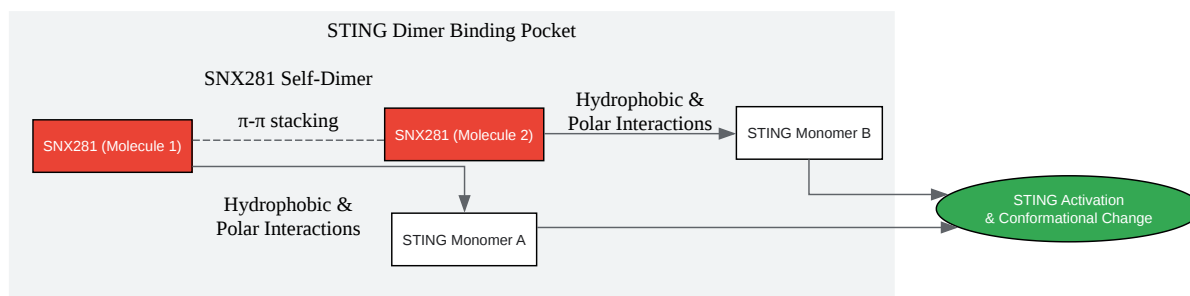 STING Dimer Binding Pocket
SNX281 Self-Dimer
π-π stacking
SNX281 (Molecule 1)
SNX281 (Molecule 2)
Hydrophobic &
Polar Interactions
STING Monomer B
Hydrophobic &
Polar Interactions
STING Monomer A
STING Activation
& Conformational Change